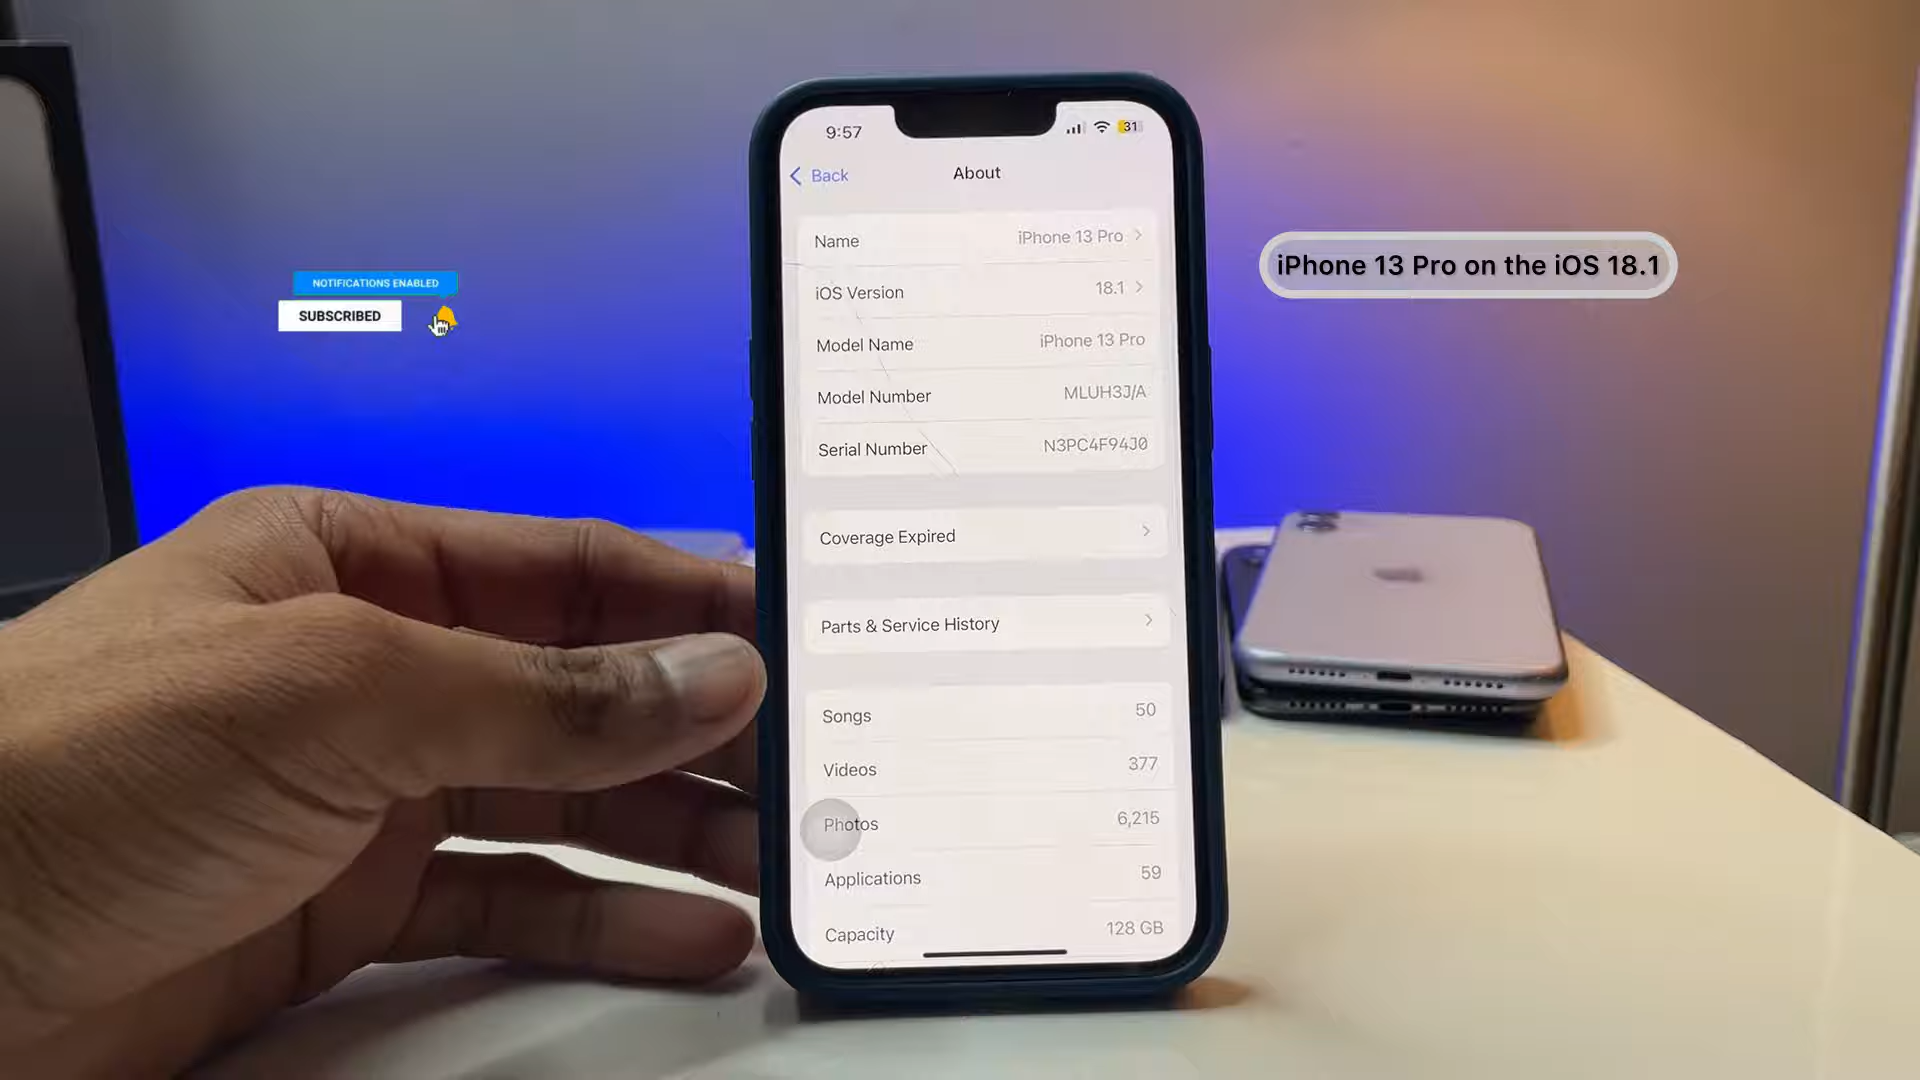 9:57
31
Back
About
Name
iPhone 13 Pro
iOS Version
18.1
Model Name
iPhone 13 Pro
Model Number
MLUH3J/A
Serial Number
N3PC4F94J0
Coverage Expired
Parts & Service History
Songs
50
Videos
377
Photos
6,215
Applications
59
Capacity
128 GB
NOTIFICATIONS ENABLED
SUBSCRIBED
iPhone 13 Pro on the iOS 18.1